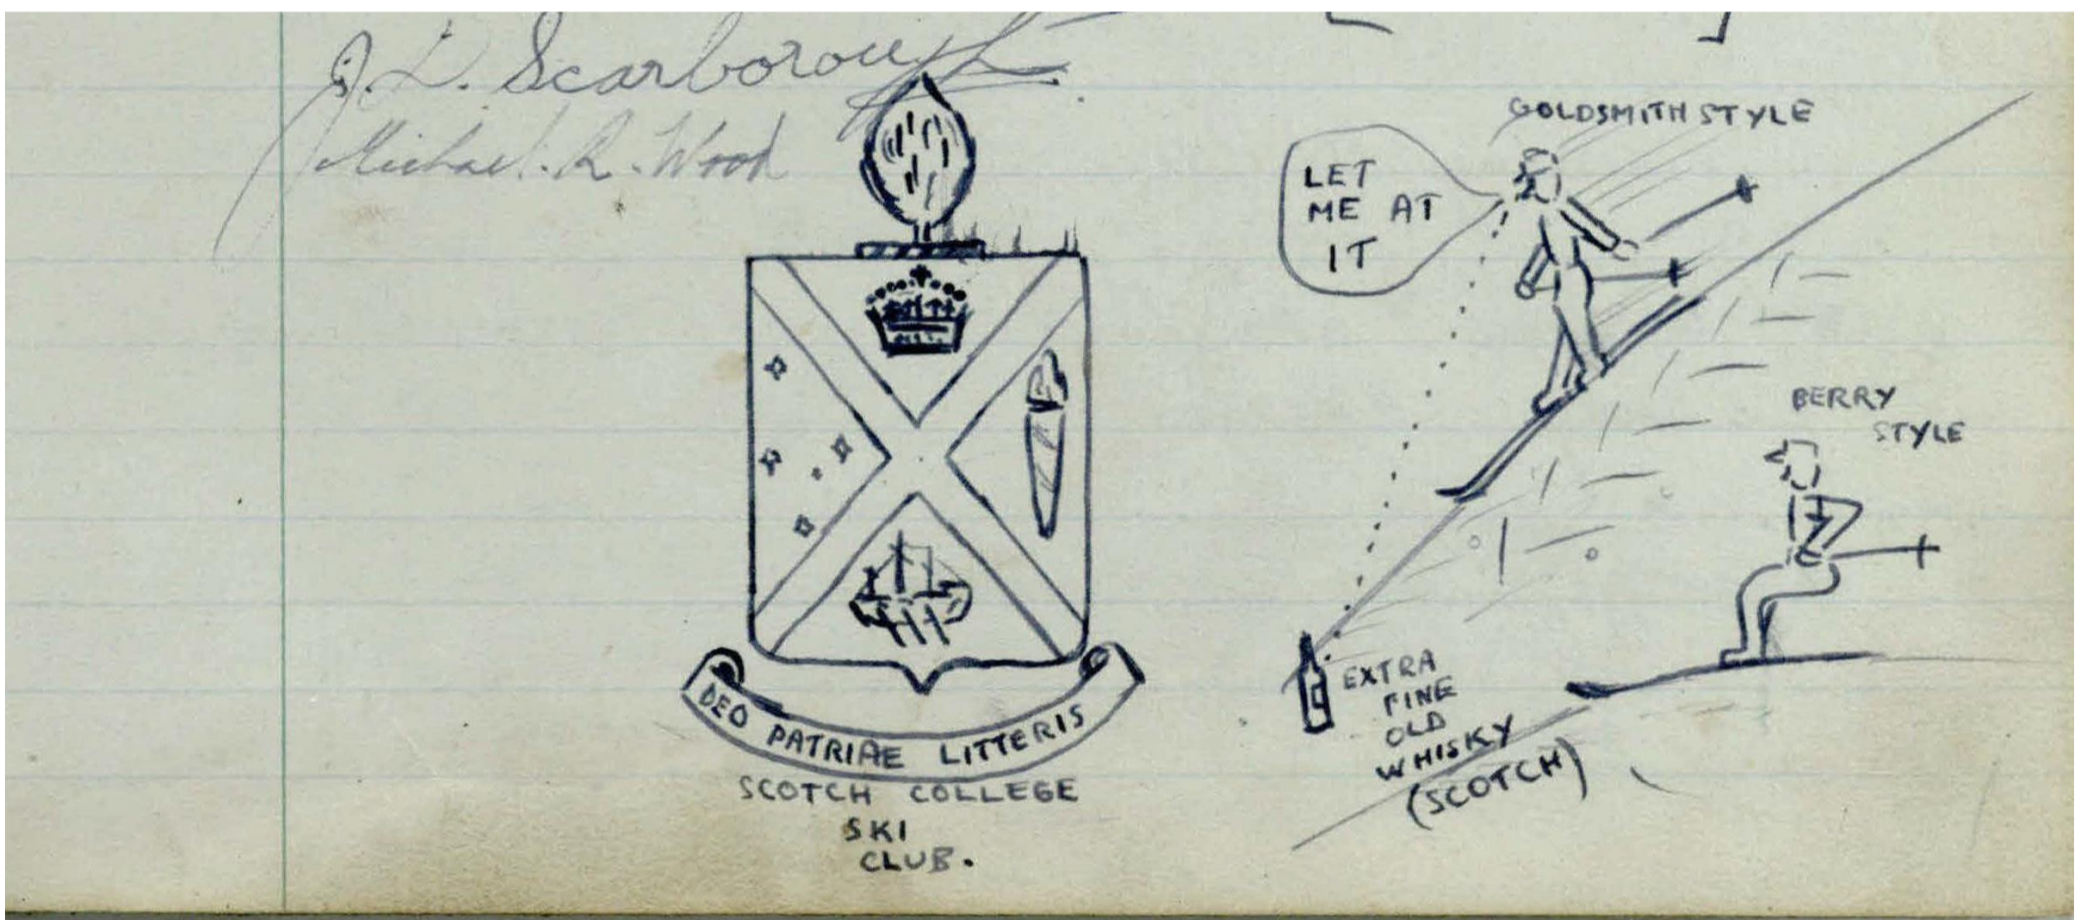 J. L. Scarborough
Michael. R. Wood
DEO PATRIAE LITTERIS
SCOTCH COLLEGE
SKI
CLUB.
GOLDSMITH STYLE
LET
ME AT
IT
BERRY
STYLE
EXTRA
FINE
OLD
WHISKY
(SCOTCH)